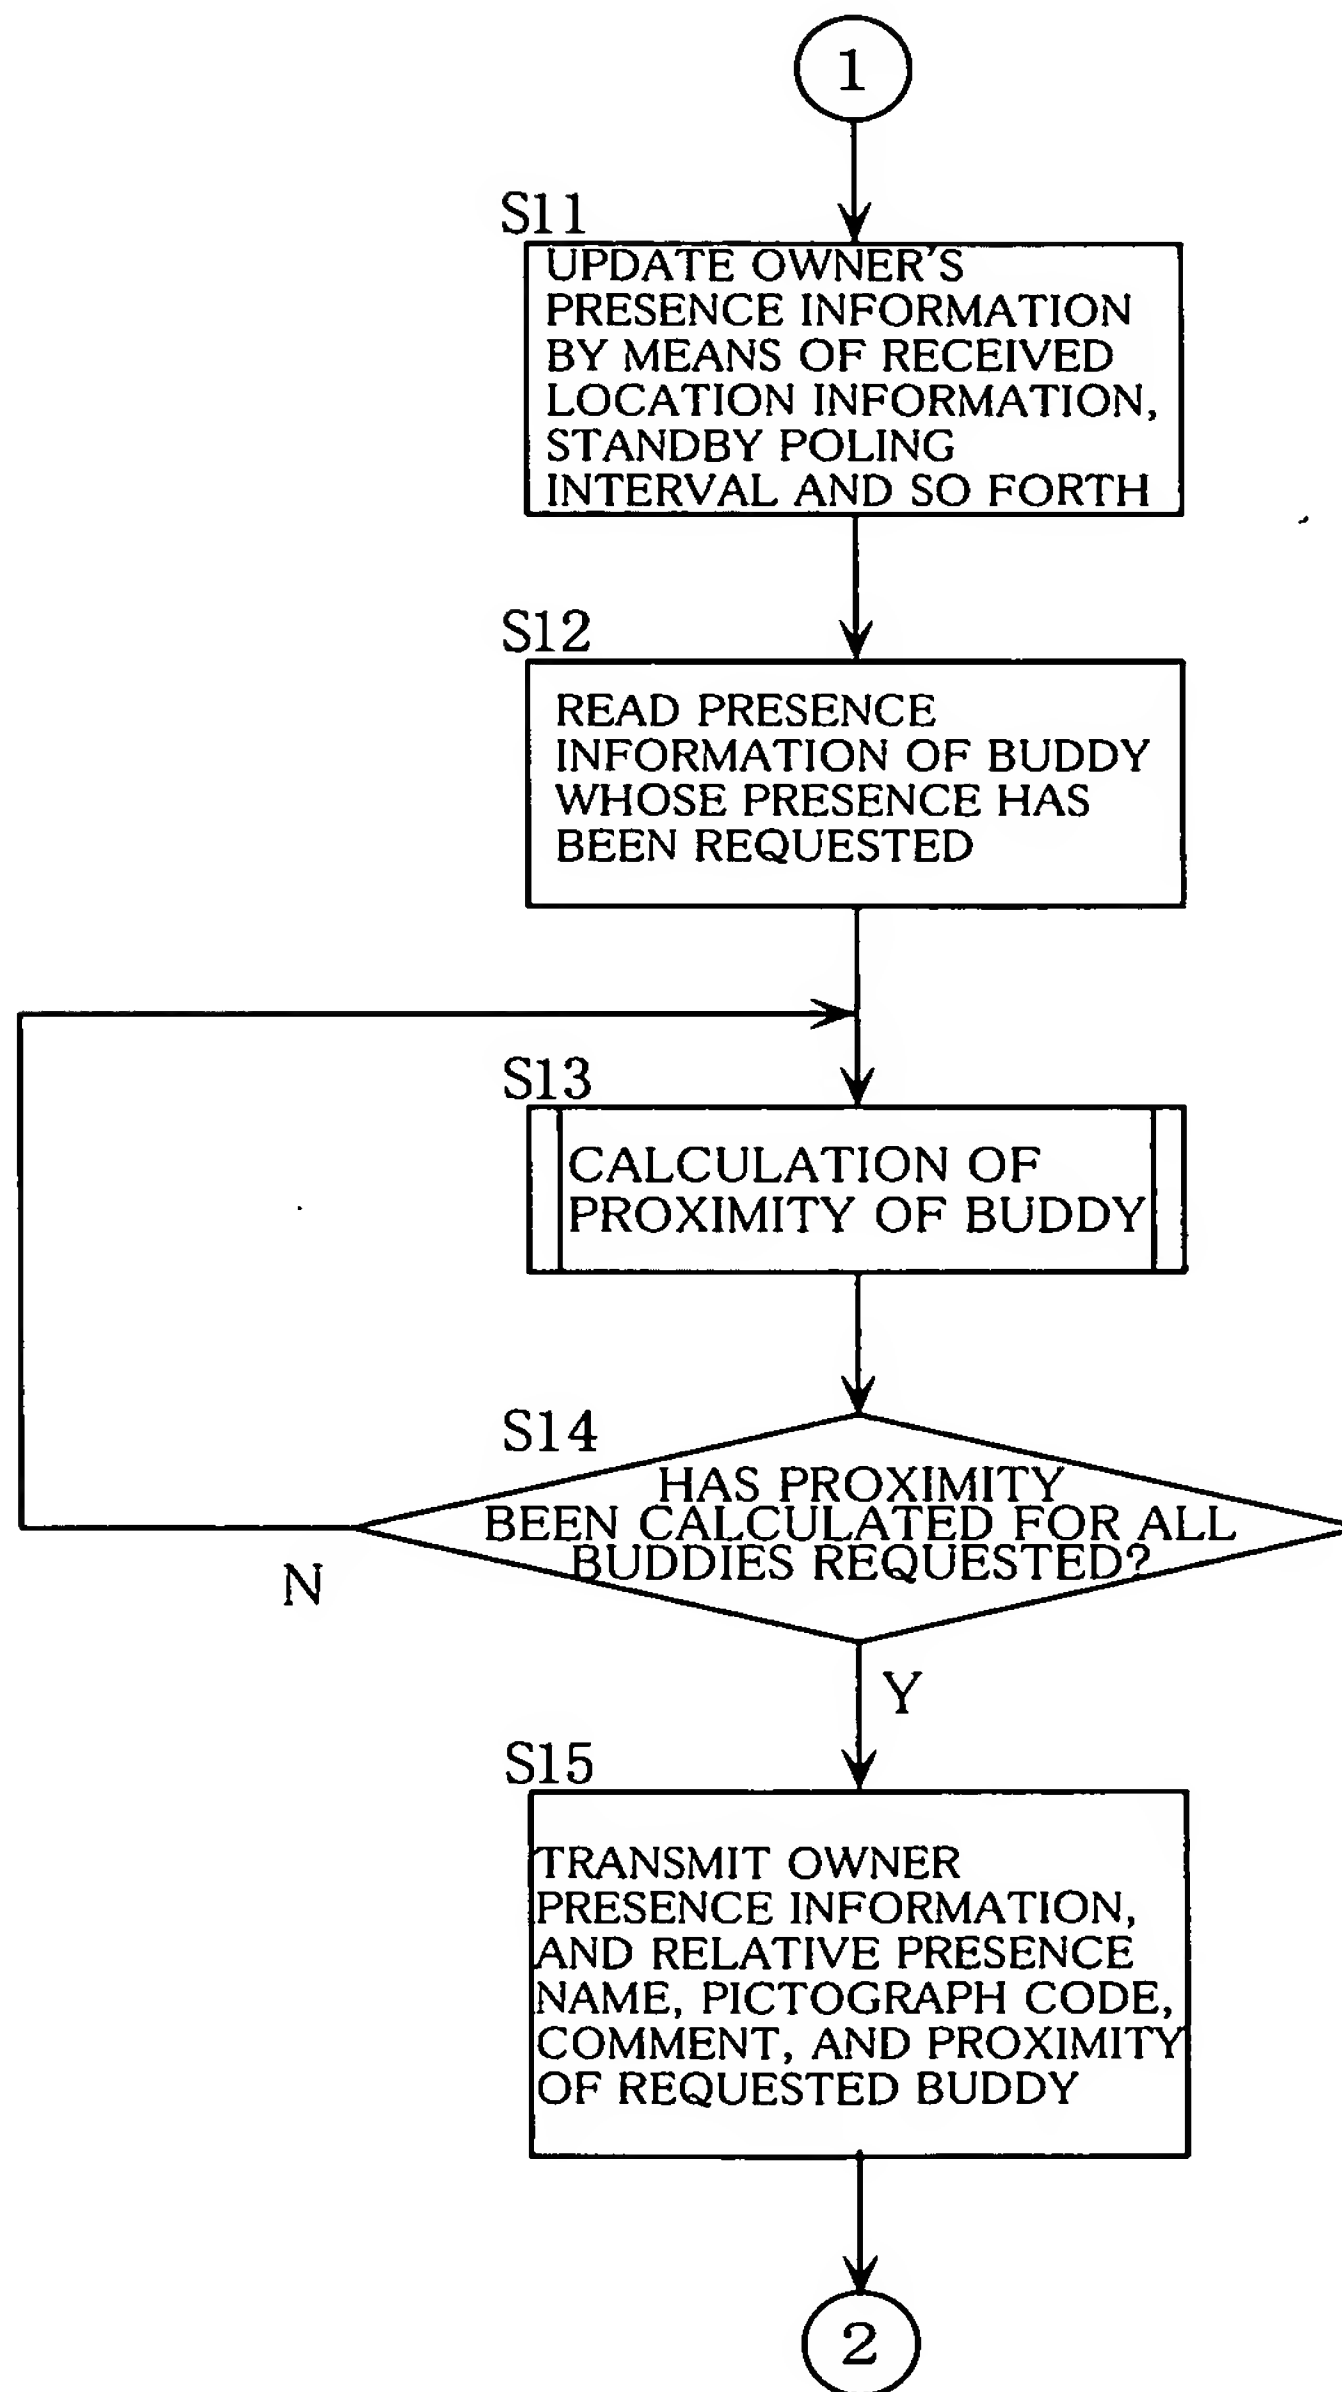 1
S11
UPDATE OWNER'S
PRESENCE INFORMATION
BY MEANS OF RECEIVED
LOCATION INFORMATION,
STANDBY POLING
INTERVAL AND SO FORTH
S12
READ PRESENCE
INFORMATION OF BUDDY
WHOSE PRESENCE HAS
BEEN REQUESTED
S13
CALCULATION OF
PROXIMITY OF BUDDY
S14
HAS PROXIMITY
BEEN CALCULATED FOR ALL
BUDDIES REQUESTED?
N
Y
S15
TRANSMIT OWNER
PRESENCE INFORMATION,
AND RELATIVE PRESENCE
NAME, PICTOGRAPH CODE,
COMMENT, AND PROXIMITY
OF REQUESTED BUDDY
2